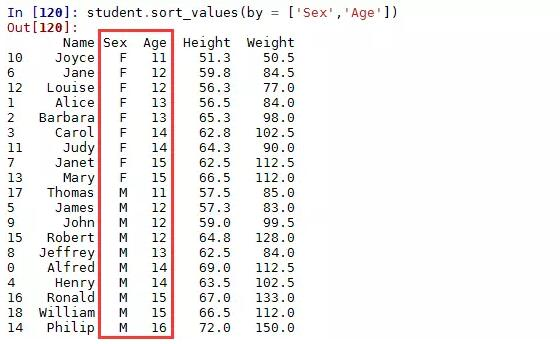 In [120]: student.sort_values(by = ['Sex','Age'])
Out[120]:
Name Sex Age Height Weight
10 Joyce F 11 51.3 50.5
6 Jane F 12 59.8 84.5
12 Louise F 12 56.3 77.0
1 Alice F 13 56.5 84.0
2 Barbara F 13 65.3 98.0
3 Carol F 14 62.8 102.5
11 Judy F 14 64.3 90.0
7 Janet F 15 62.5 112.5
13 Mary F 15 66.5 112.0
17 Thomas M 11 57.5 85.0
5 James M 12 57.3 83.0
9 John M 12 59.0 99.5
15 Robert M 12 64.8 128.0
8 Jeffrey M 13 62.5 84.0
0 Alfred M 14 69.0 112.5
4 Henry M 14 63.5 102.5
16 Ronald M 15 67.0 133.0
18 William M 15 66.5 112.0
14 Philip M 16 72.0 150.0